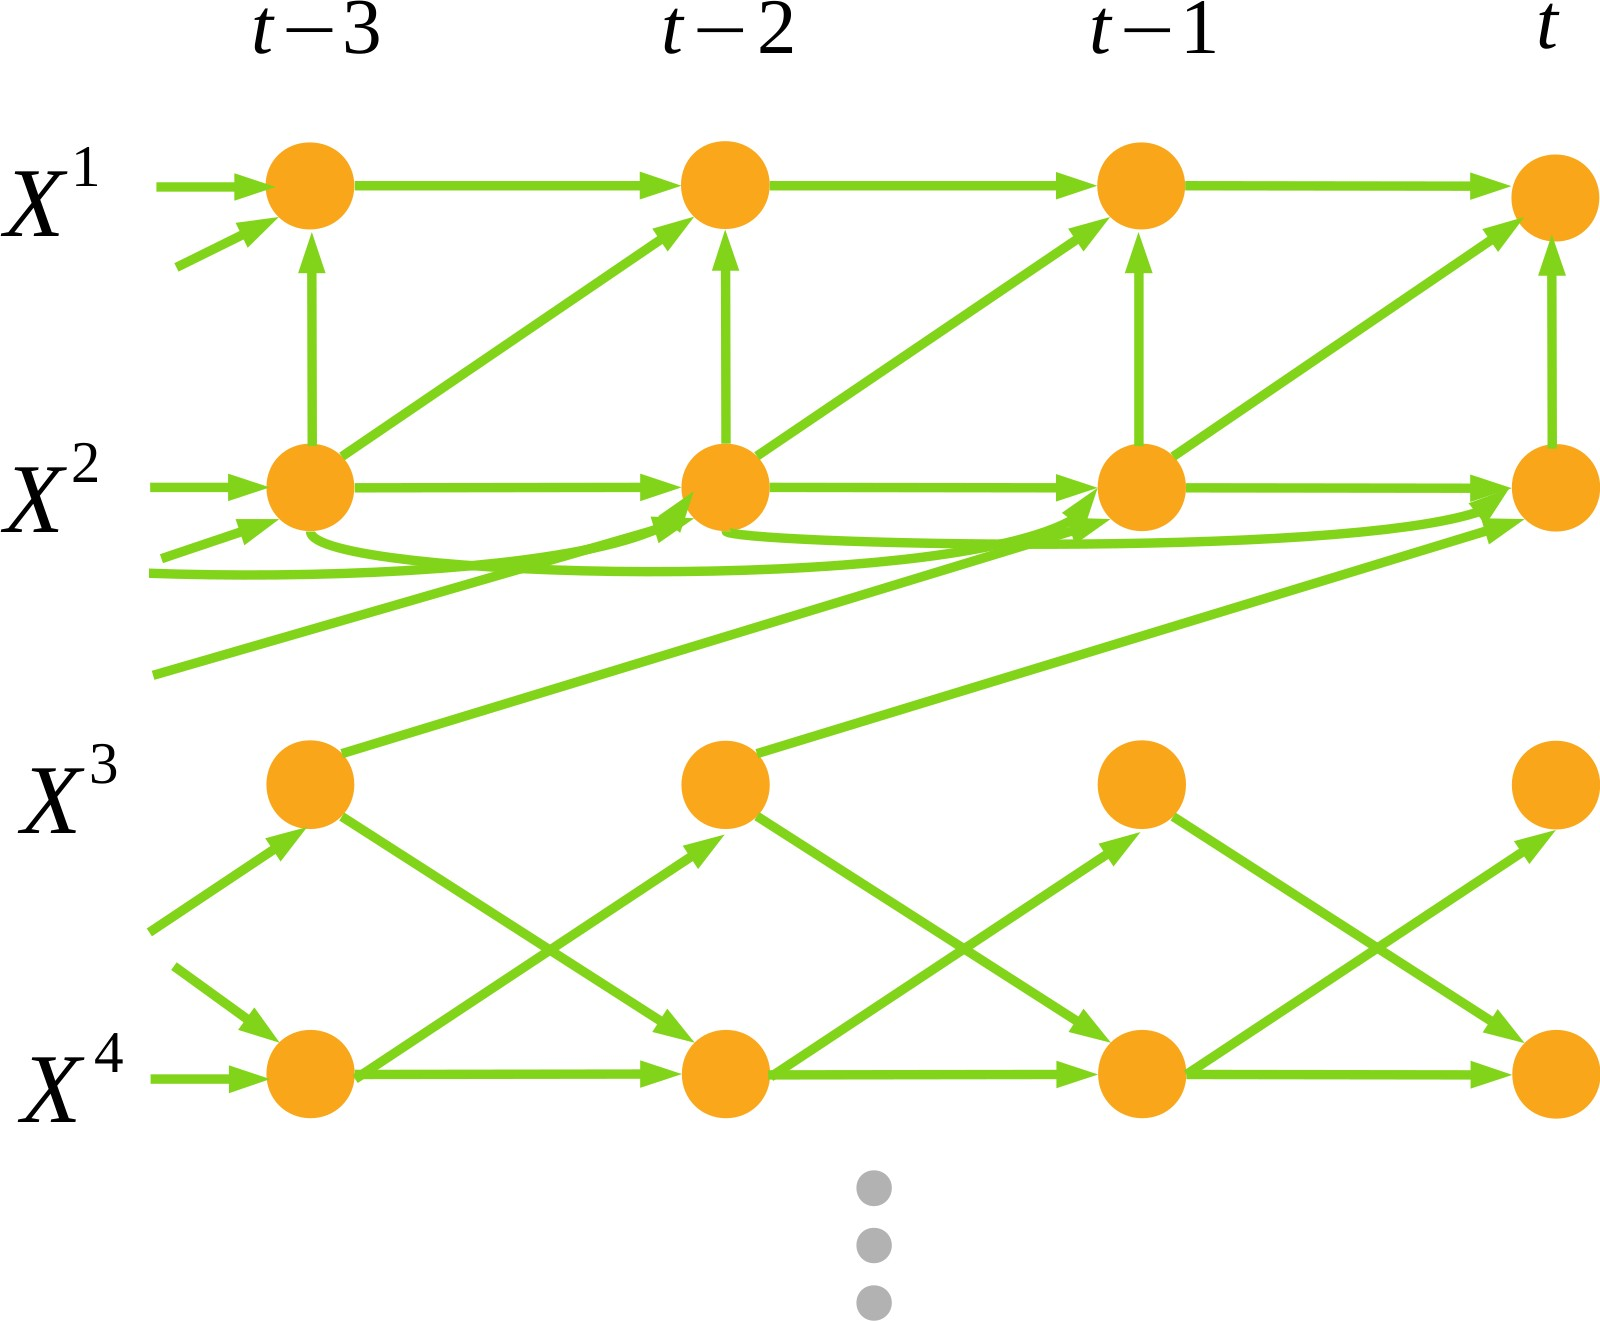 t−3 t−2 t−1 t
X¹
X²
X³
X⁴